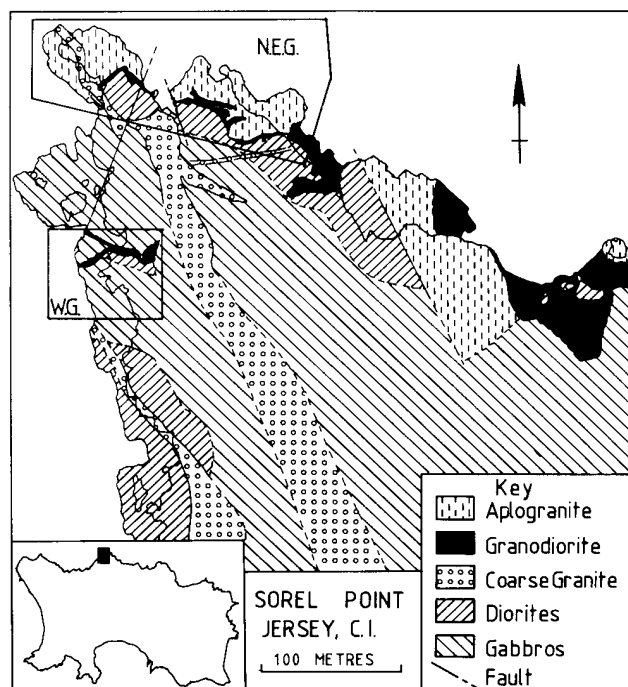 N.E.G.
W.G.
Key
Aplogranite
Granodiorite
Coarse Granite
Diorites
Gabbros
Fault
SOREL POINT
JERSEY, C.I.
100 METRES